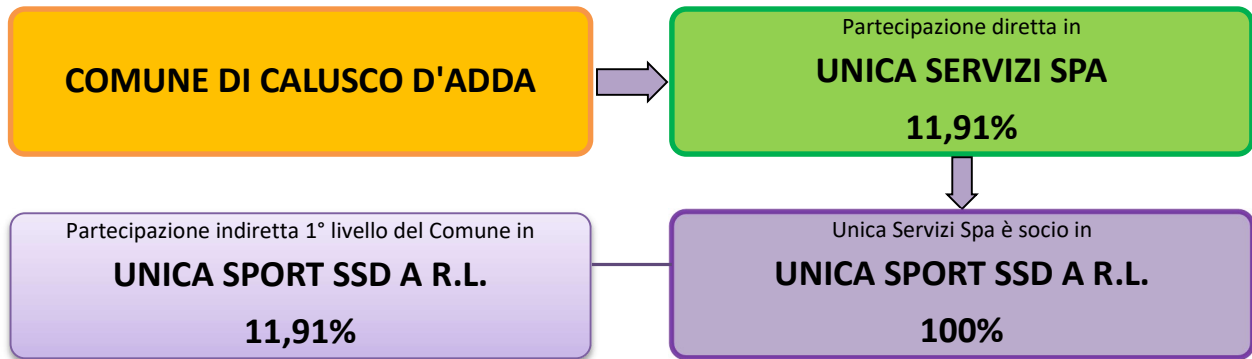 COMUNE DI CALUSCO D'ADDA
Partecipazione diretta in
UNICA SERVIZI SPA
11,91%
Partecipazione indiretta 1° livello del Comune in
UNICA SPORT SSD A R.L.
11,91%
Unica Servizi Spa è socio in
UNICA SPORT SSD A R.L.
100%